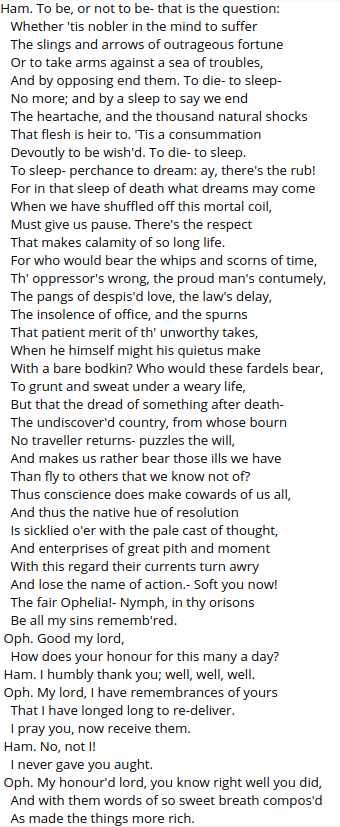 Ham. To be, or not to be- that is the question:
Whether 'tis nobler in the mind to suffer
The slings and arrows of outrageous fortune
Or to take arms against a sea of troubles,
And by opposing end them. To die- to sleep-
No more; and by a sleep to say we end
The heartache, and the thousand natural shocks
That flesh is heir to. 'Tis a consummation
Devoutly to be wish'd. To die- to sleep.
To sleep- perchance to dream: ay, there's the rub!
For in that sleep of death what dreams may come
When we have shuffled off this mortal coil,
Must give us pause. There's the respect
That makes calamity of so long life.
For who would bear the whips and scorns of time,
Th' oppressor's wrong, the proud man's contumely,
The pangs of despis'd love, the law's delay,
The insolence of office, and the spurns
That patient merit of th' unworthy takes,
When he himself might his quietus make
With a bare bodkin? Who would these fardels bear,
To grunt and sweat under a weary life,
But that the dread of something after death-
The undiscover'd country, from whose bourn
No traveller returns- puzzles the will,
And makes us rather bear those ills we have
Than fly to others that we know not of?
Thus conscience does make cowards of us all,
And thus the native hue of resolution
Is sicklied o'er with the pale cast of thought,
And enterprises of great pith and moment
With this regard their currents turn awry
And lose the name of action.- Soft you now!
The fair Ophelia!- Nymph, in thy orisons
Be all my sins rememb'red.
Oph. Good my lord,
How does your honour for this many a day?
Ham. I humbly thank you; well, well, well.
Oph. My lord, I have remembrances of yours
That I have longed long to re-deliver.
I pray you, now receive them.
Ham. No, not I!
I never gave you aught.
Oph. My honour'd lord, you know right well you did,
And with them words of so sweet breath compos'd
As made the things more rich.